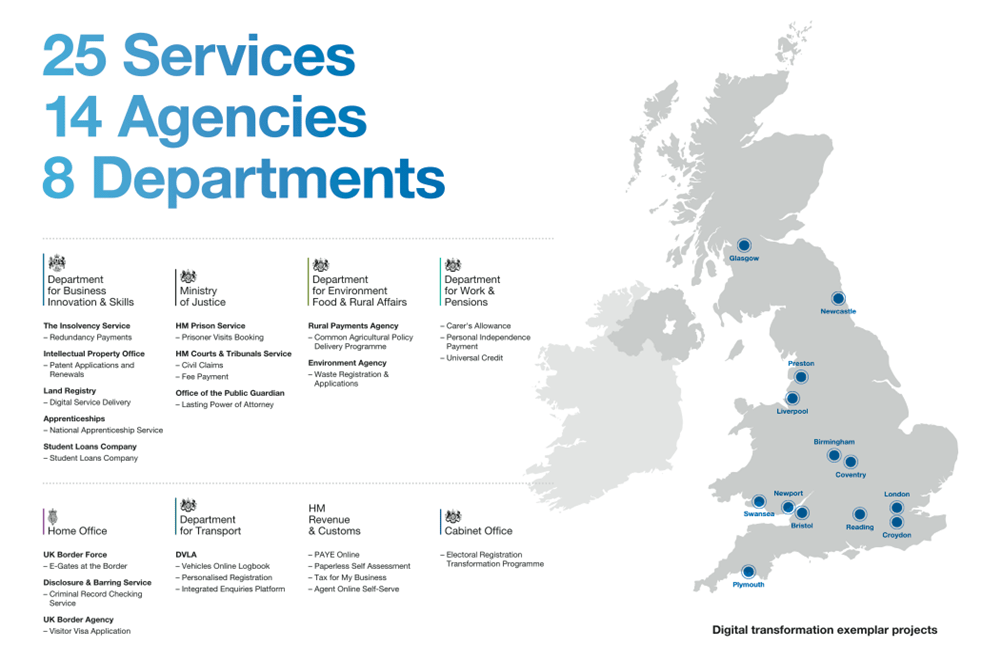 25 Services
14 Agencies
8 Departments
Department
for Business
Innovation & Skills
The Insolvency Service
– Redundancy Payments
Intellectual Property Office
– Patent Applications and
Renewals
Land Registry
– Digital Service Delivery
Apprenticeships
– National Apprenticeship Service
Student Loans Company
– Student Loans Company
Ministry
of Justice
HM Prison Service
– Prisoner Visits Booking
HM Courts & Tribunals Service
– Civil Claims
– Fee Payment
Office of the Public Guardian
– Lasting Power of Attorney
Department
for Environment
Food & Rural Affairs
Rural Payments Agency
– Common Agricultural Policy
Delivery Programme
Environment Agency
– Waste Registration &
Applications
Department
for Work &
Pensions
– Carer's Allowance
– Personal Independence
Payment
– Universal Credit
Home Office
UK Border Force
– E-Gates at the Border
Disclosure & Barring Service
– Criminal Record Checking
Service
UK Border Agency
– Visitor Visa Application
Department
for Transport
DVLA
– Vehicles Online Logbook
– Personalised Registration
– Integrated Enquiries Platform
HM
Revenue
& Customs
– PAYE Online
– Paperless Self Assessment
– Tax for My Business
– Agent Online Self-Serve
Cabinet Office
– Electoral Registration
Transformation Programme
Glasgow
Newcastle
Preston
Liverpool
Birmingham
Coventry
Newport
London
Swansea
Bristol
Reading
Croydon
Plymouth
Digital transformation exemplar projects